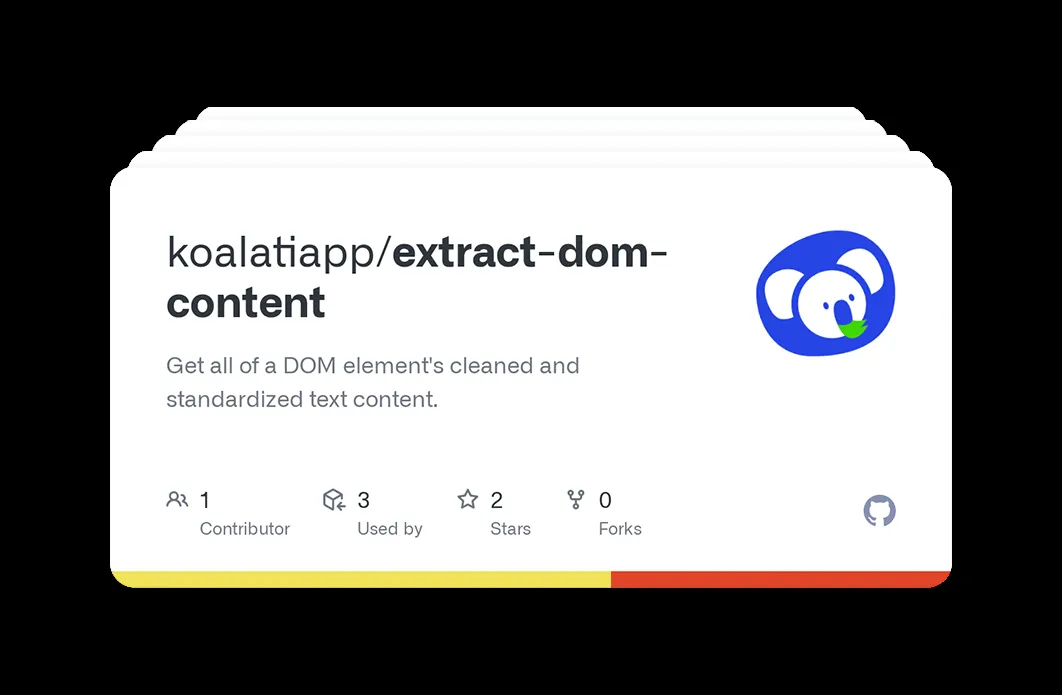 koalatiapp/extract-dom-
content
Get all of a DOM element's cleaned and
standardized text content.
1 3 2 0
Contributor Used by Stars Forks